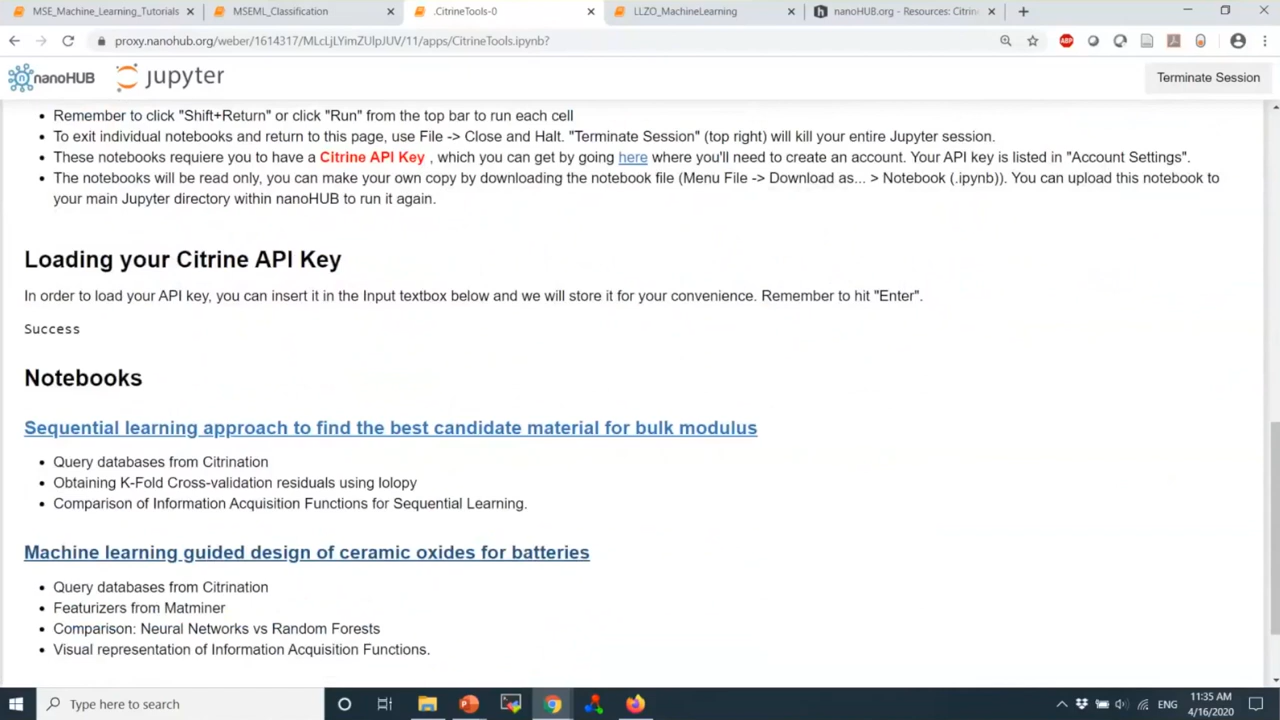 MSE_Machine_Learning_Tutorials
MSEML_Classification
.CitrineTools-0
LLZO_MachineLearning
nanoHUB.org - Resources: Citrin
proxy.nanohub.org/weber/1614317/MLcLjLYimZUlpJUV/11/apps/CitrineTools.ipynb?
ABP
nanoHUB
jupyter
Terminate Session
Remember to click "Shift+Return" or click "Run" from the top bar to run each cell
To exit individual notebooks and return to this page, use File -> Close and Halt. "Terminate Session" (top right) will kill your entire Jupyter session.
These notebooks requiere you to have a Citrine API Key , which you can get by going here where you'll need to create an account. Your API key is listed in "Account Settings".
The notebooks will be read only, you can make your own copy by downloading the notebook file (Menu File -> Download as... > Notebook (.ipynb)). You can upload this notebook to
your main Jupyter directory within nanoHUB to run it again.
Loading your Citrine API Key
In order to load your API key, you can insert it in the Input textbox below and we will store it for your convenience. Remember to hit "Enter".
Success
Notebooks
Sequential learning approach to find the best candidate material for bulk modulus
Query databases from Citrination
Obtaining K-Fold Cross-validation residuals using lolopy
Comparison of Information Acquisition Functions for Sequential Learning.
Machine learning guided design of ceramic oxides for batteries
Query databases from Citrination
Featurizers from Matminer
Comparison: Neural Networks vs Random Forests
Visual representation of Information Acquisition Functions.
Type here to search
ENG
11:35 AM
4/16/2020